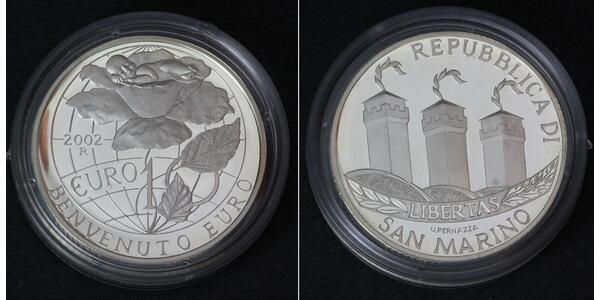 2002
R
EURO 1
BENVENUTO EURO
REPUBBLICA DI
LIBERTAS
U.PERNAZZA
SAN MARINO